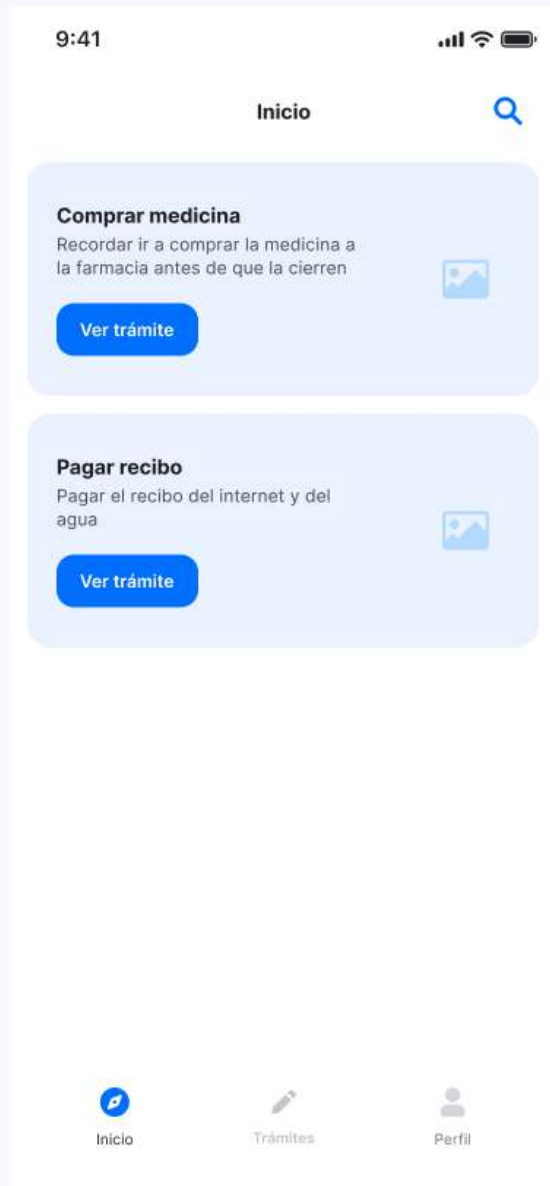 9:41
Inicio
Comprar medicina
Recordar ir a comprar la medicina a
la farmacia antes de que la cierren
Ver trámite
Pagar recibo
Pagar el recibo del internet y del
agua
Ver trámite
Inicio
Trámites
Perfil